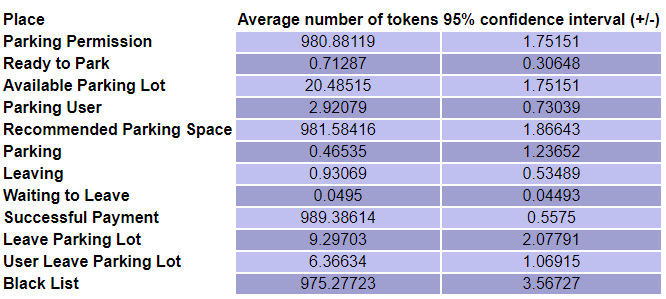 Place Average number of tokens 95% confidence interval (+/-)
Parking Permission 980.88119 1.75151
Ready to Park 0.71287 0.30648
Available Parking Lot 20.48515 1.75151
Parking User 2.92079 0.73039
Recommended Parking Space 981.58416 1.86643
Parking 0.46535 1.23652
Leaving 0.93069 0.53489
Waiting to Leave 0.0495 0.04493
Successful Payment 989.38614 0.5575
Leave Parking Lot 9.29703 2.07791
User Leave Parking Lot 6.36634 1.06915
Black List 975.27723 3.56727